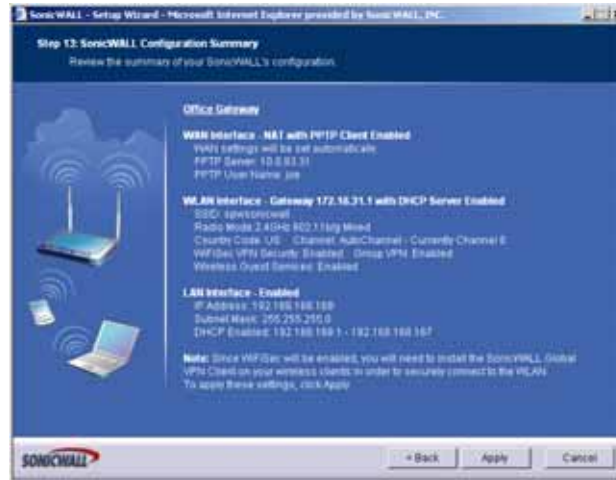 SonicWALL - Setup Wizard - Microsoft Internet Explorer provided by SonicWALL, INC.
Step 13: SonicWALL Configuration Summary
Review the summary of your SonicWALL's configuration.
Office Gateway
WAN Interface - NAT with PPTP Client Enabled
WAN settings will be set automatically
PPTP Server: 10.0.93.31
PPTP User Name: joe
WLAN Interface - Gateway 172.16.31.1 with DHCP Server Enabled
SSID: spwsonicwall
Radio Mode: 2.4GHz 802.11b/g Mixed
Country Code: US Channel: AutoChannel - Currently Channel 6
WiFiSec VPN Security: Enabled Group VPN: Enabled
Wireless Guest Services: Enabled
LAN Interface - Enabled
IP Address: 192.168.168.169
Subnet Mask: 255.255.255.0
DHCP Enabled: 192.168.168.1 - 192.168.168.167
Note: Since WiFiSec will be enabled, you will need to install the SonicWALL Global
VPN Client on your wireless clients in order to securely connect to the WLAN.
To apply these settings, click Apply
SONICWALL
< Back
Apply
Cancel